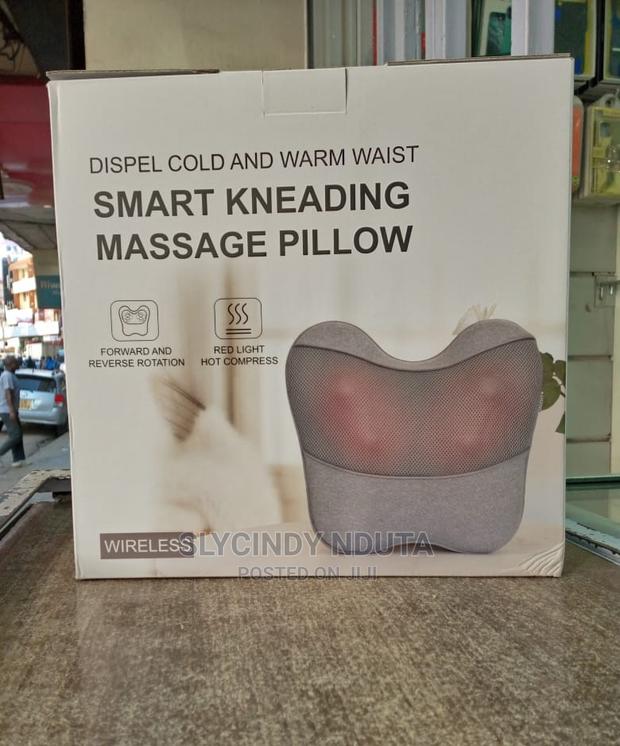 DISPEL COLD AND WARM WAIST
SMART KNEADING
MASSAGE PILLOW
FORWARD AND
REVERSE ROTATION
RED LIGHT
HOT COMPRESS
WIRELESS
GLYCINDY NDUTA
POSTED ON JIJI